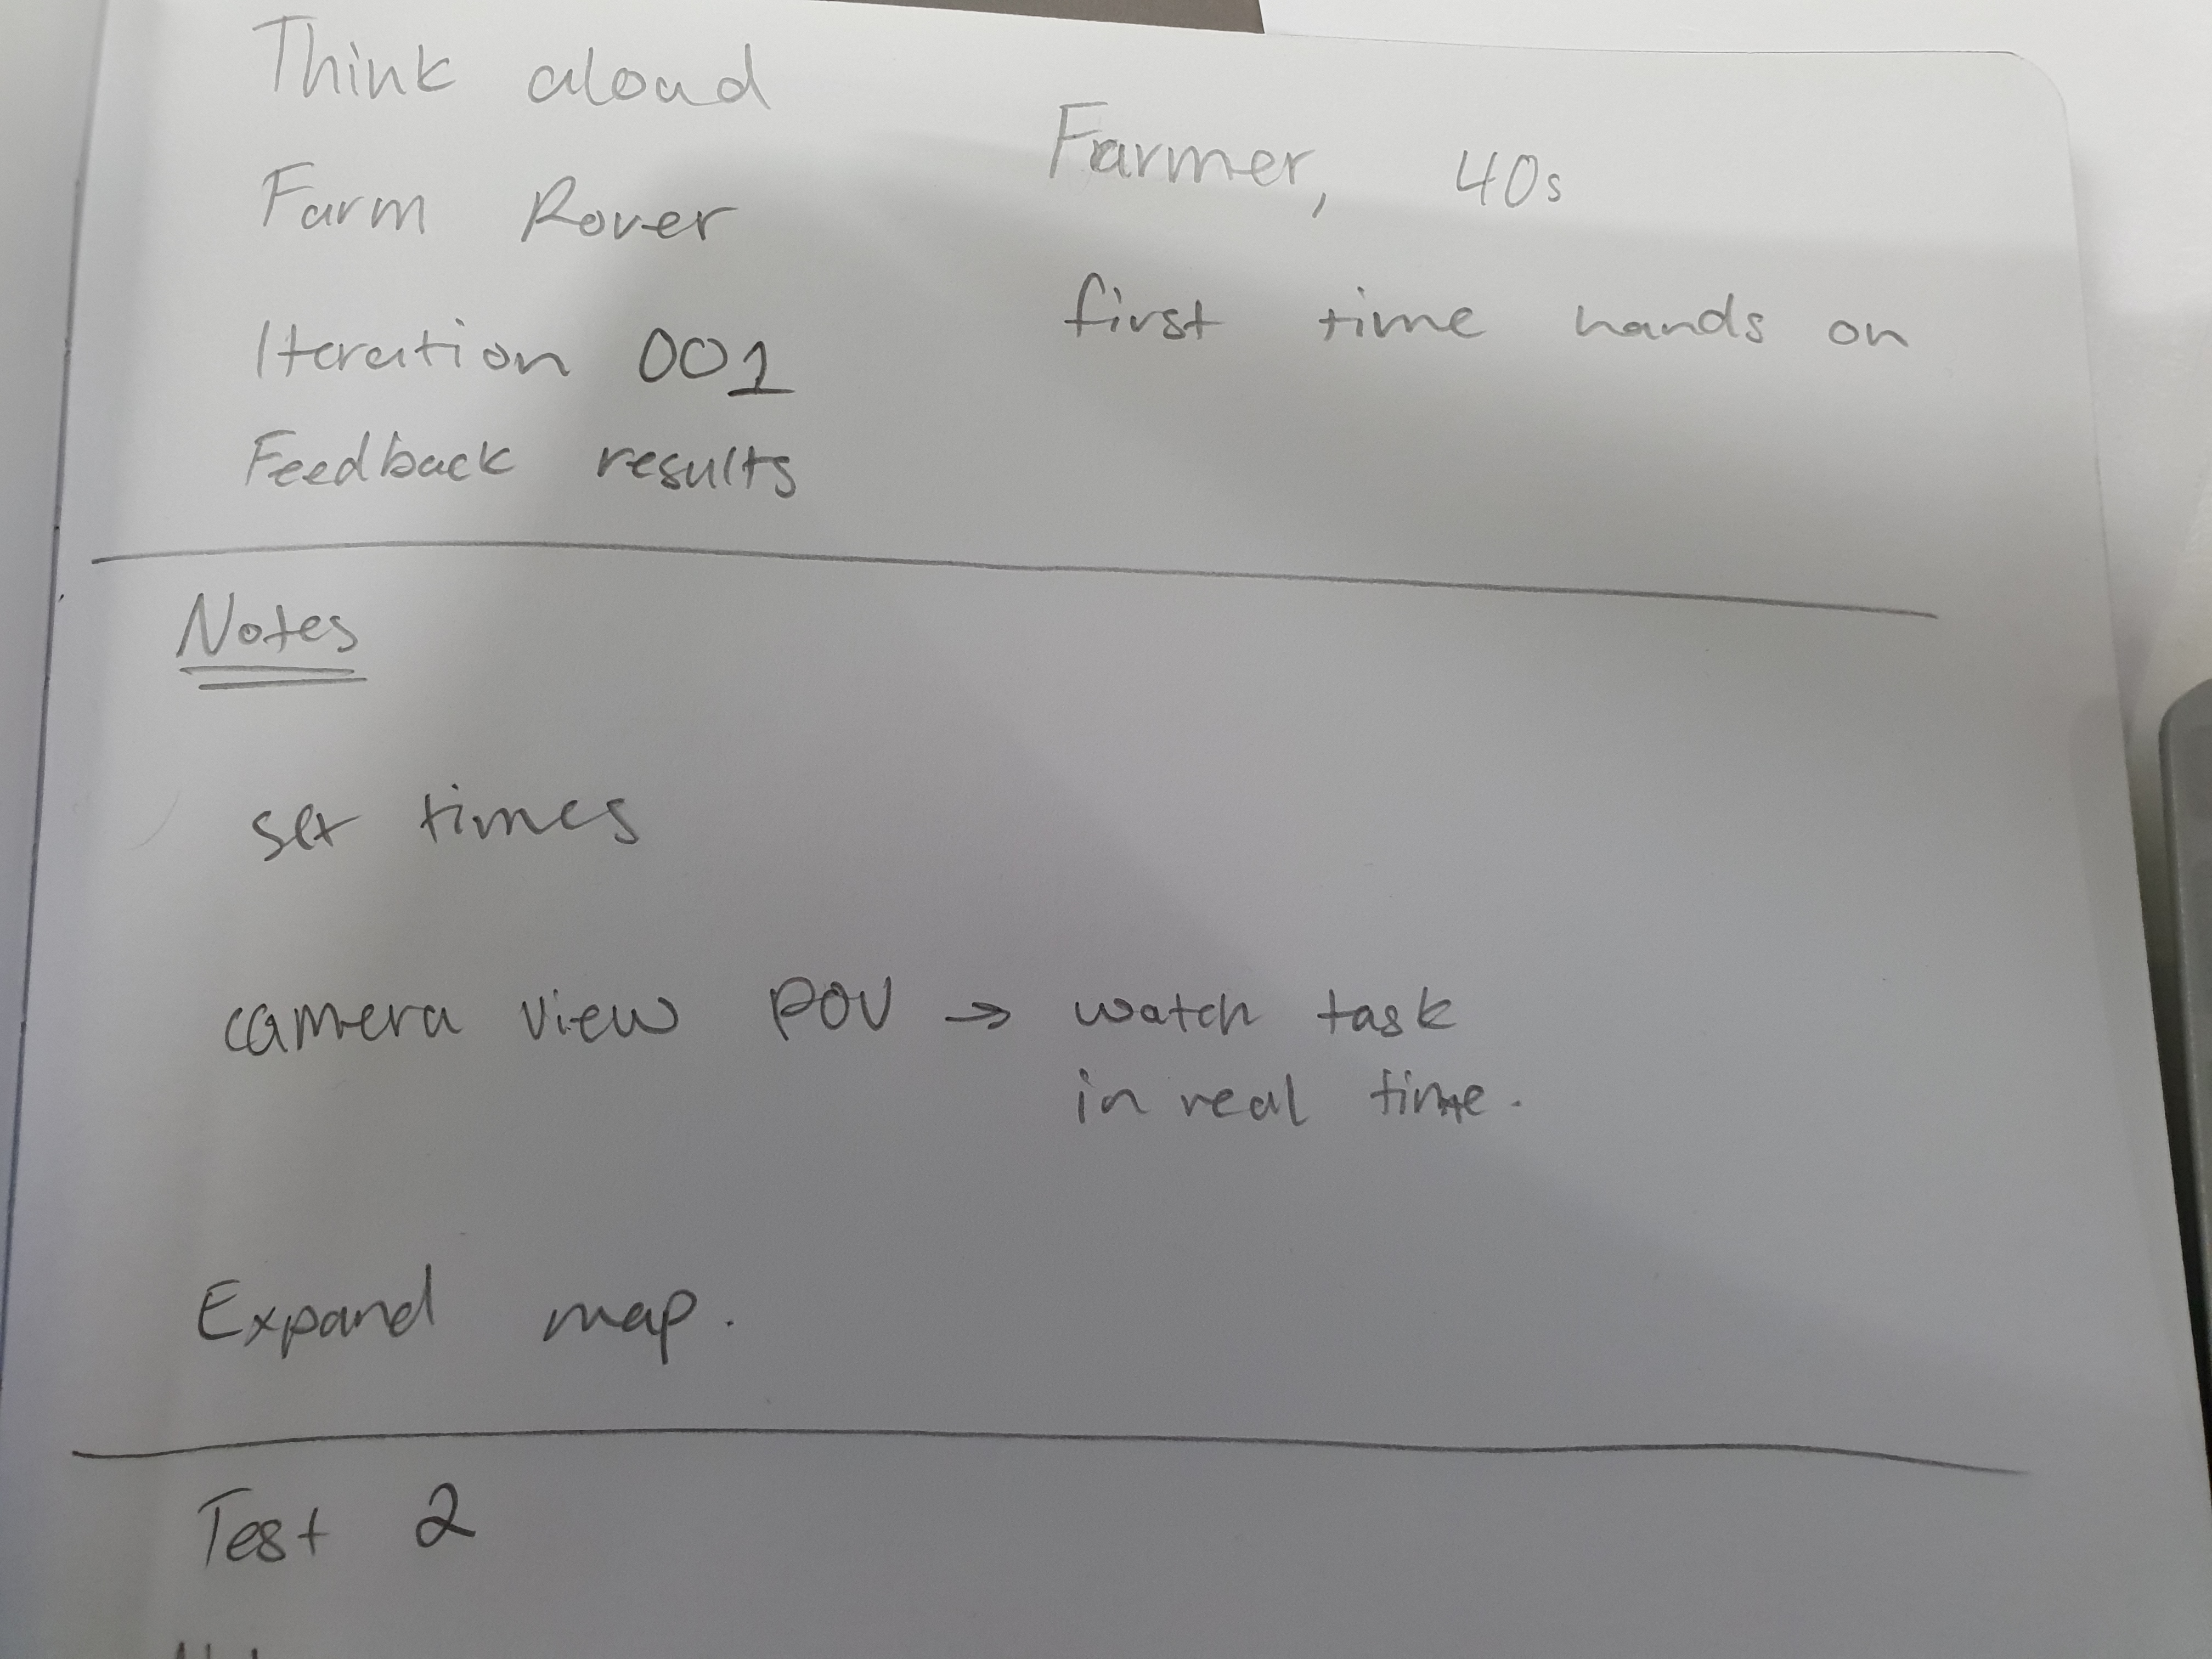 Think aloud
Farm Rover
Farmer, 40s
Iteration 001
first time hands on
Feedback results
Notes
set times
camera view POV → watch task
in real time.
Expand map.
Test 2